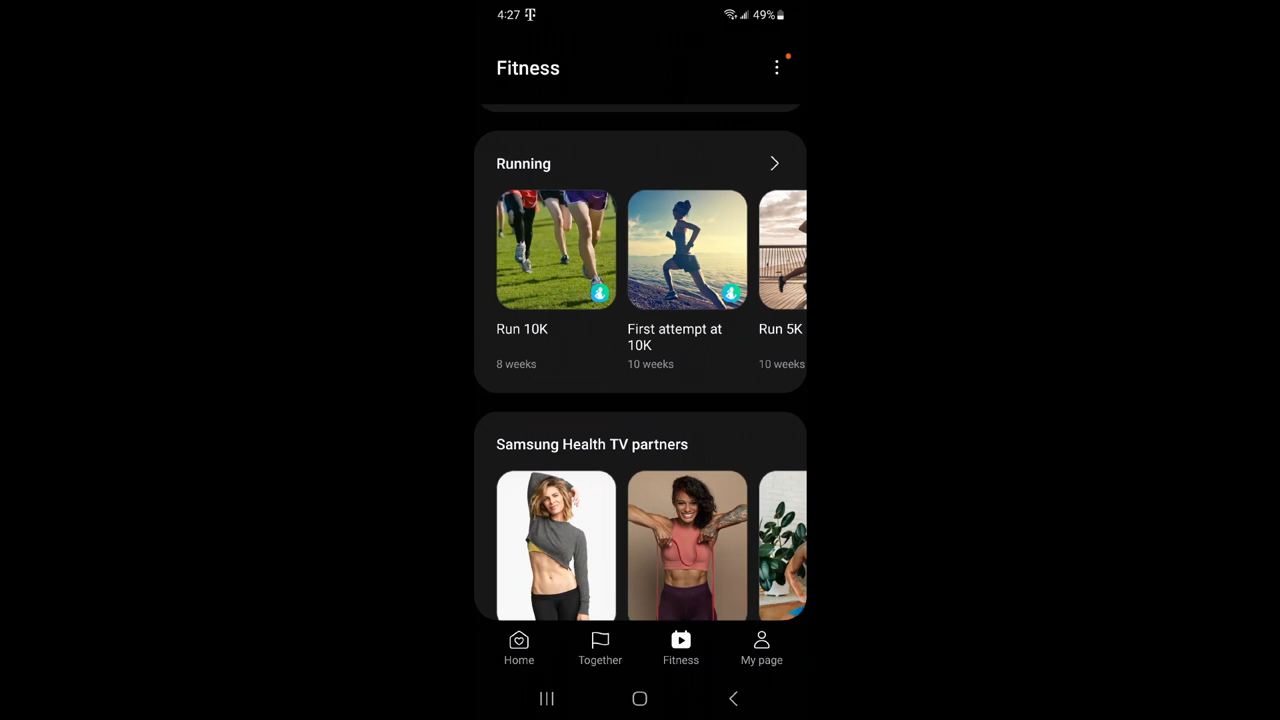 4:27 T 49%
Fitness
Running
Run 10K
First attempt at
10K
Run 5K
8 weeks
10 weeks
10 weeks
Samsung Health TV partners
Home
Together
Fitness
My page